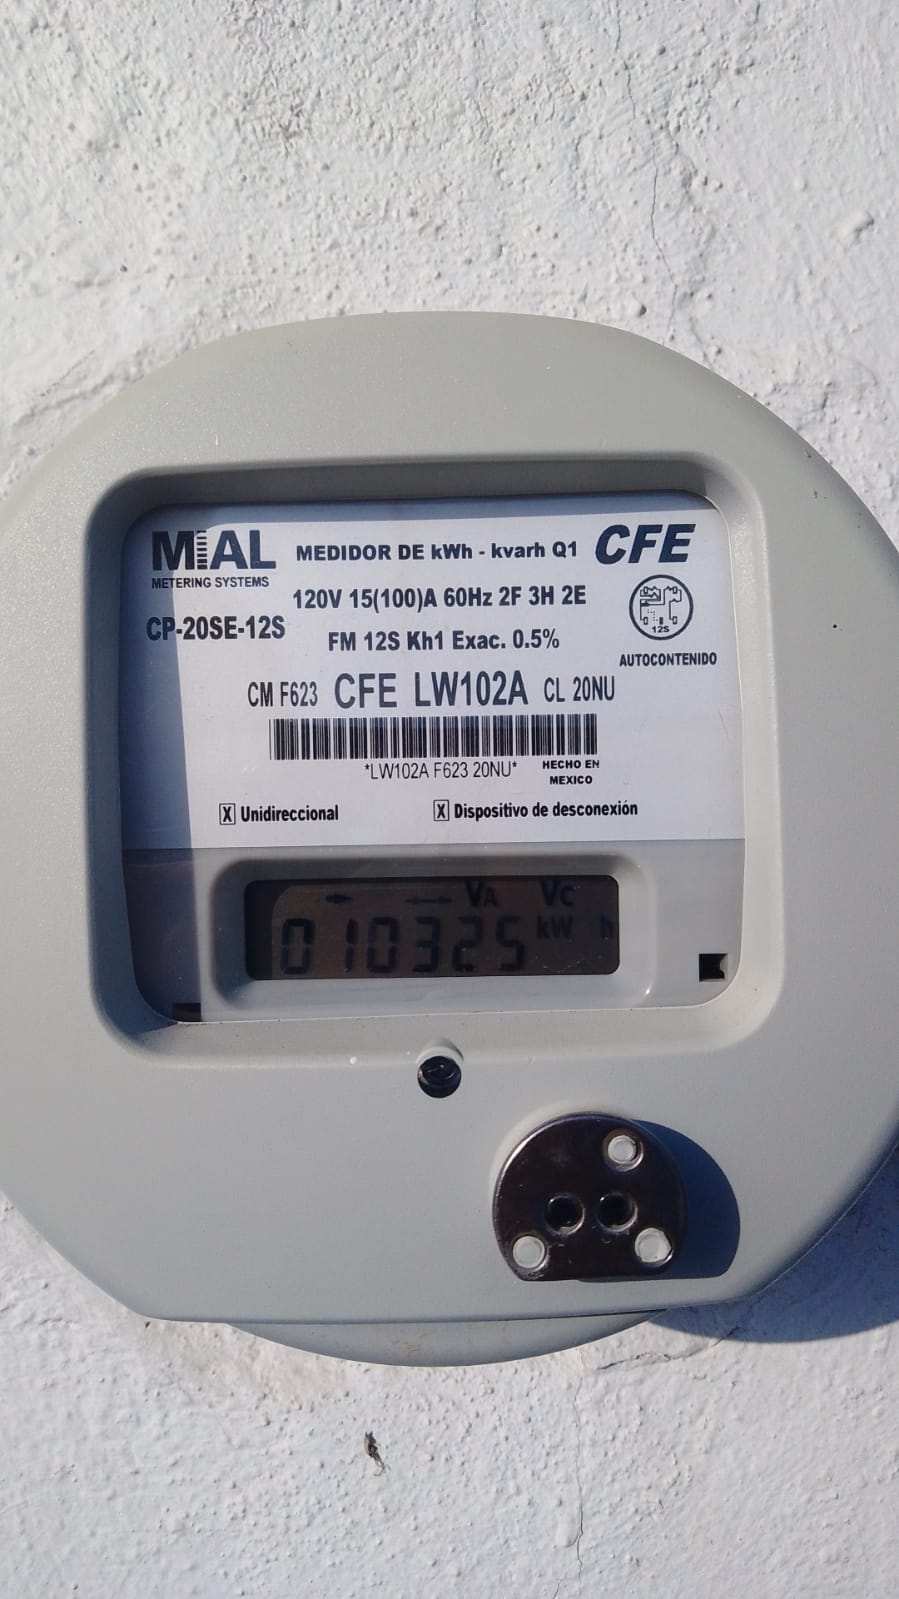 MIAL
METERING SYSTEMS
MEDIDOR DE kWh - kvarh Q1
CFE
120V 15(100)A 60Hz 2F 3H 2E
CP-20SE-12S
FM 12S Kh1 Exac. 0.5%
12S
AUTOCONTENIDO
CM F623 CFE LW102A CL 20NU
*LW102A F623 20NU*
HECHO EN
MEXICO
X Unidireccional
X Dispositivo de desconexión
VA VC
010325 kW h